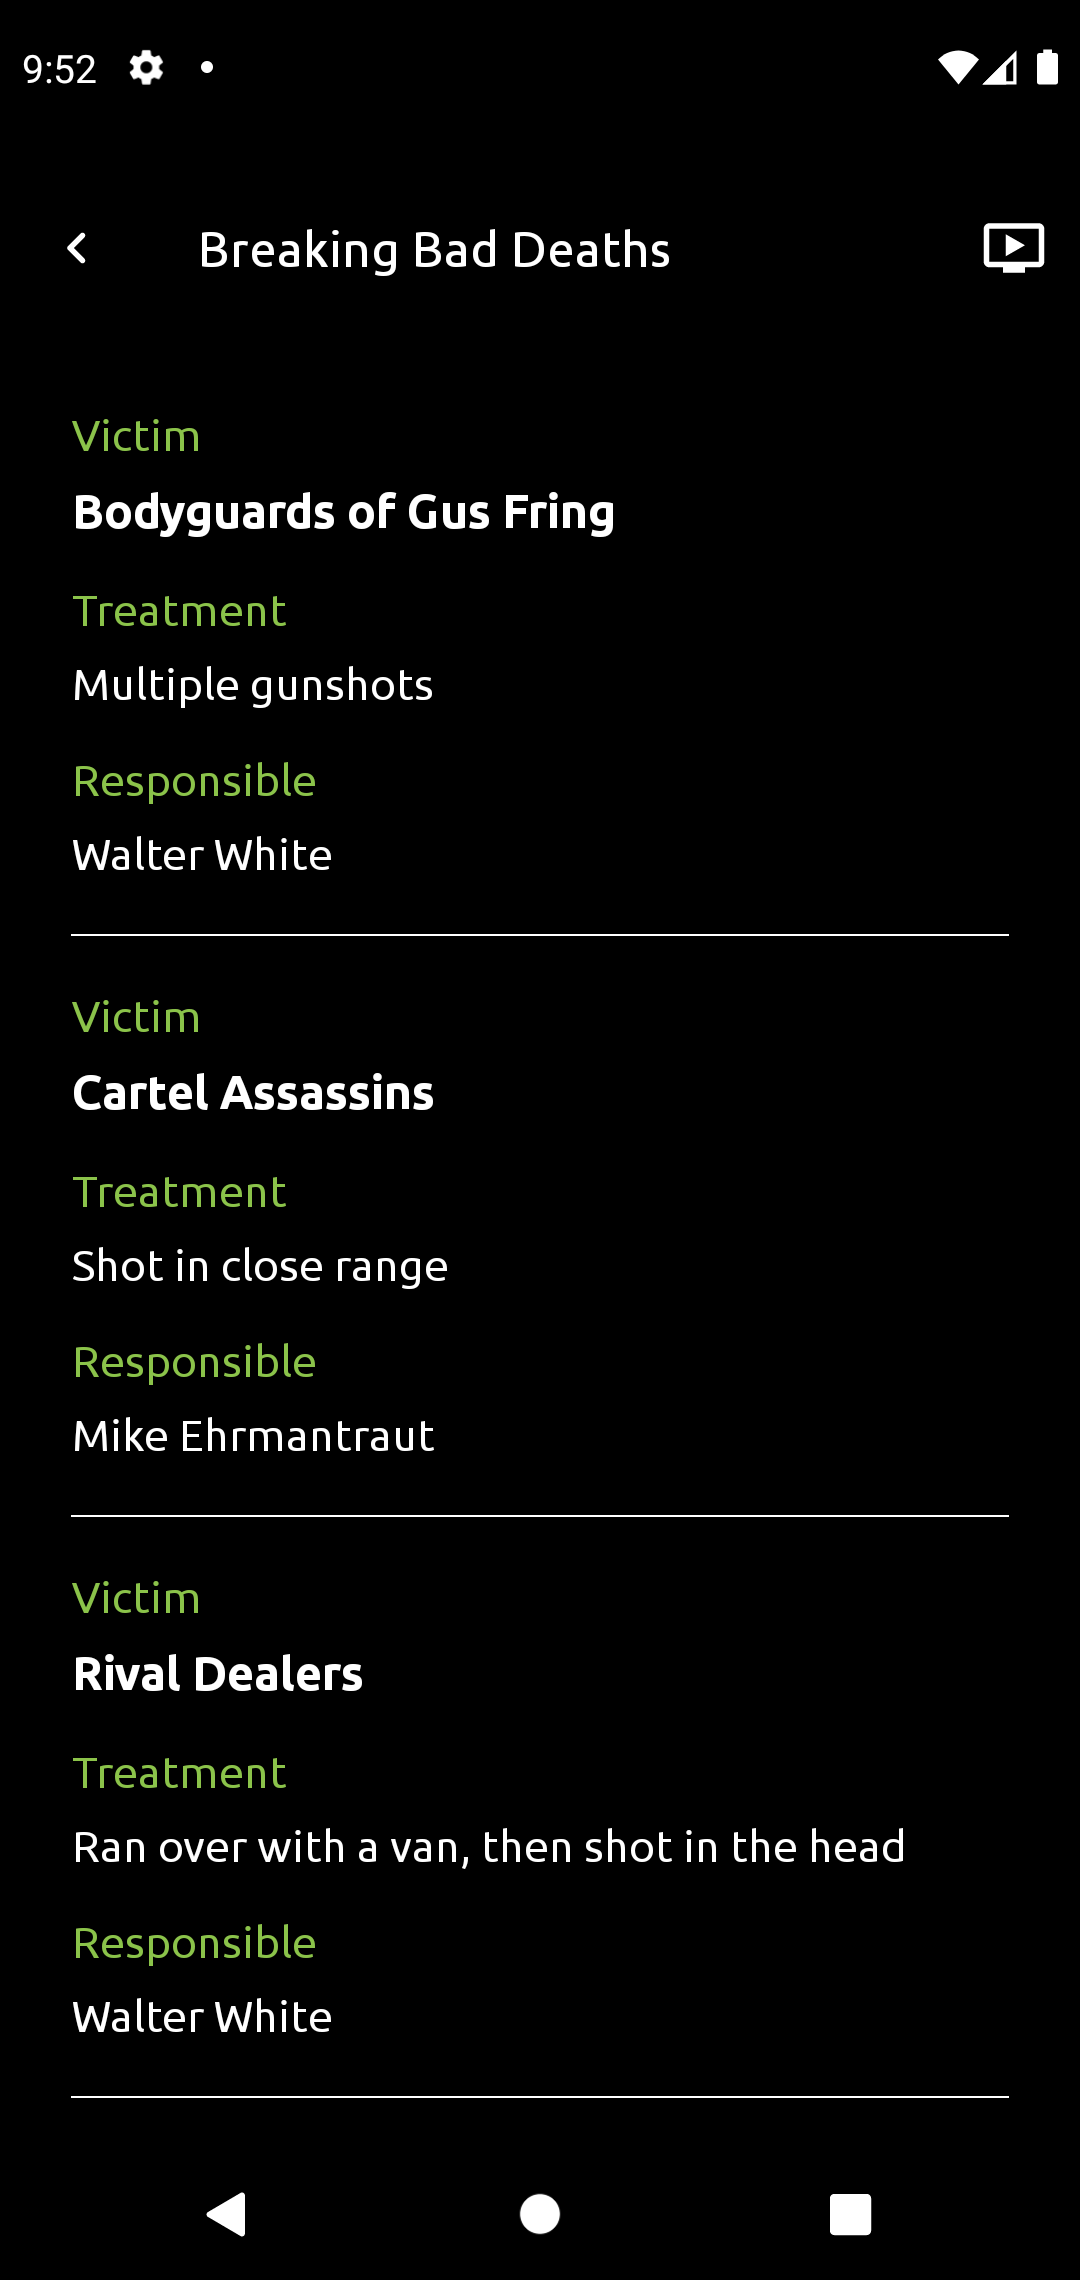 9:52
Breaking Bad Deaths
Victim
Bodyguards of Gus Fring
Treatment
Multiple gunshots
Responsible
Walter White
Victim
Cartel Assassins
Treatment
Shot in close range
Responsible
Mike Ehrmantraut
Victim
Rival Dealers
Treatment
Ran over with a van, then shot in the head
Responsible
Walter White